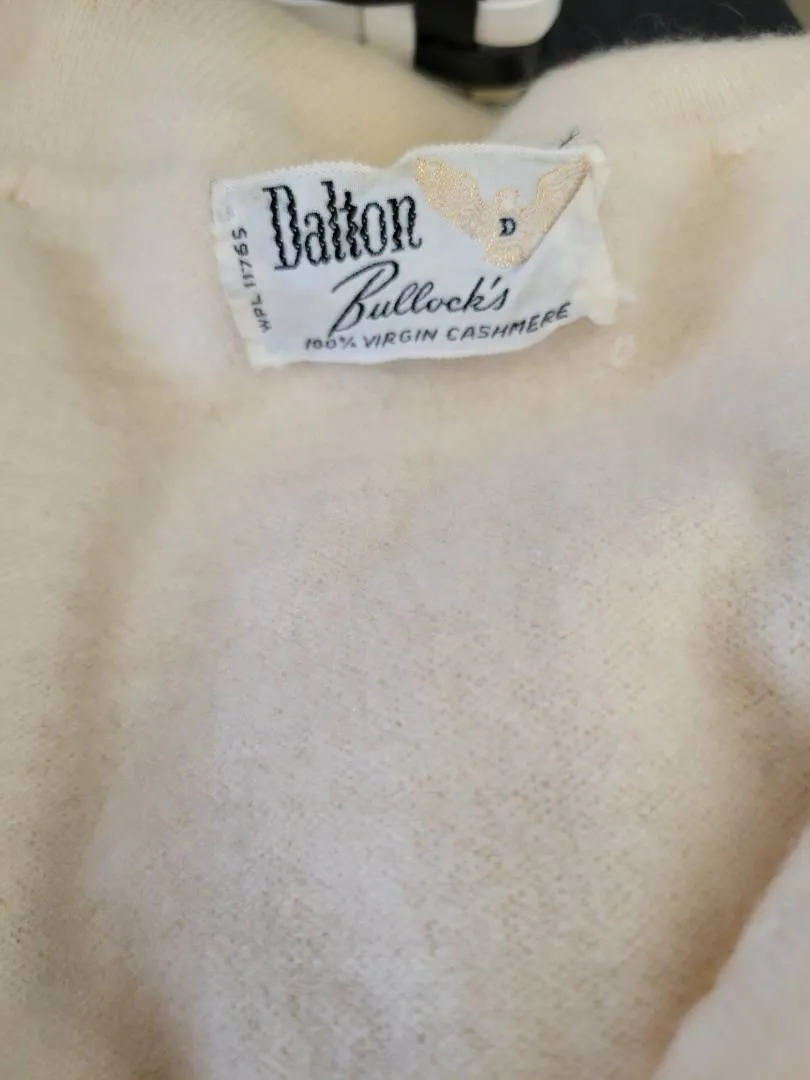 Dalton
D
Bullock's
100% VIRGIN CASHMERE
WPL 11765